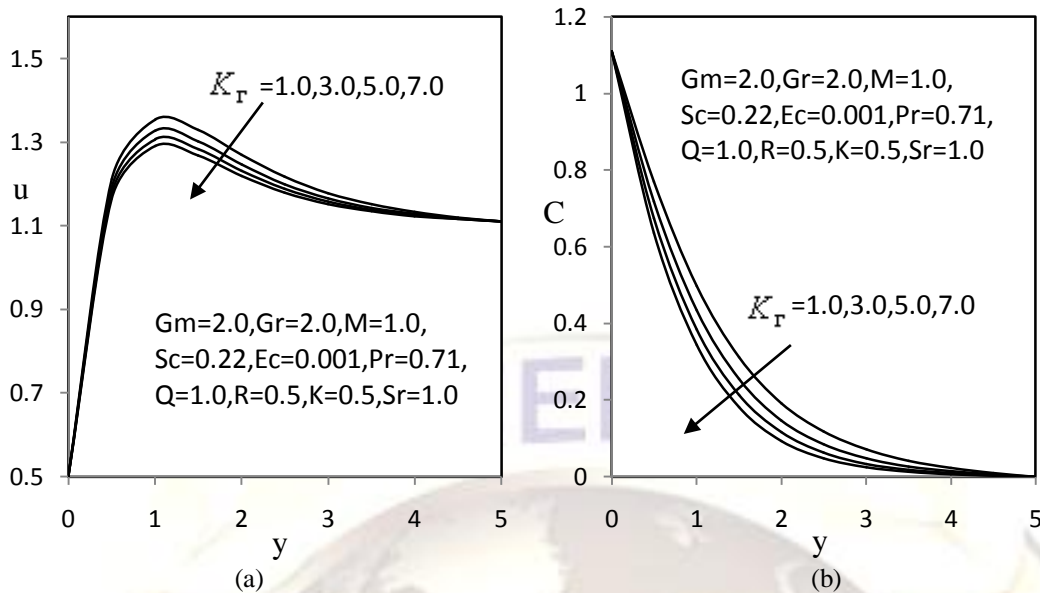 1.5
1.3
1.1
0.9
0.7
0.5
u
0 1 2 3 4 5
y
(a)
Kr =1.0,3.0,5.0,7.0
Gm=2.0,Gr=2.0,M=1.0,
Sc=0.22,Ec=0.001,Pr=0.71,
Q=1.0,R=0.5,K=0.5,Sr=1.0
1.2
1
0.8
0.6
0.4
0.2
0
C
0 1 2 3 4 5
y
(b)
Gm=2.0,Gr=2.0,M=1.0,
Sc=0.22,Ec=0.001,Pr=0.71,
Q=1.0,R=0.5,K=0.5,Sr=1.0
Kr =1.0,3.0,5.0,7.0